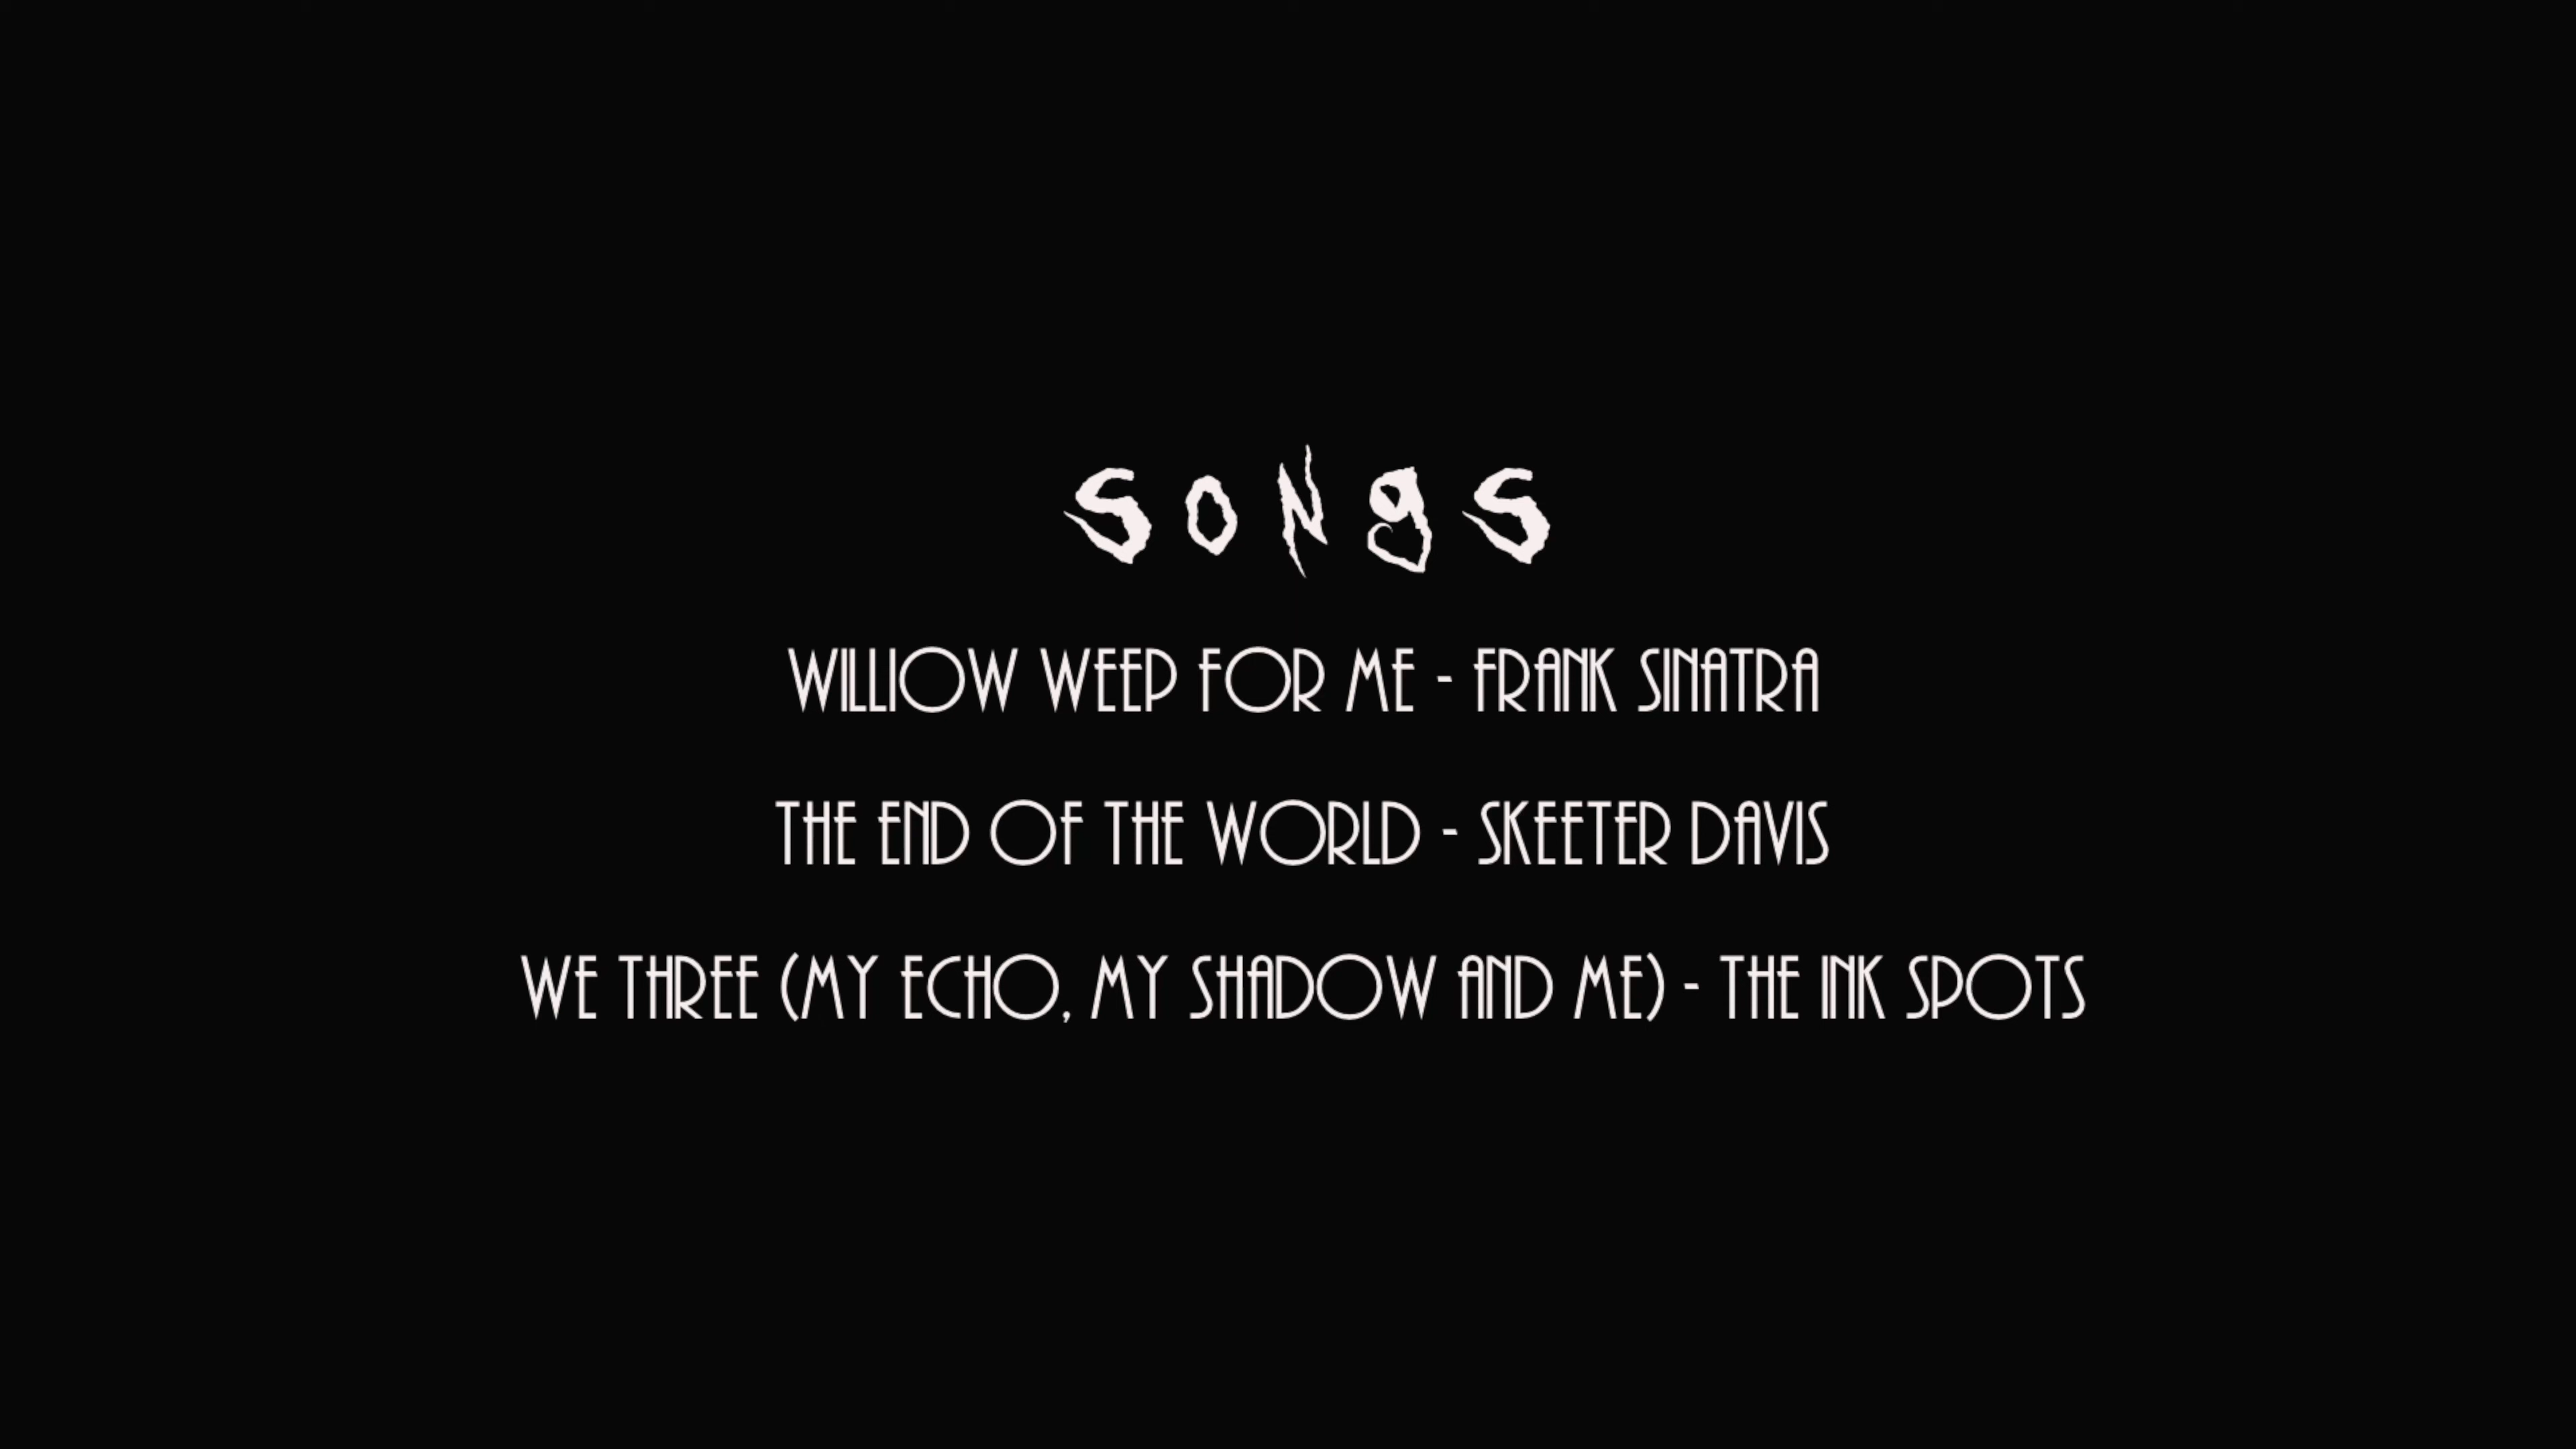 SoNgS
WILLIOW WEEP FOR ME - FRANK SINATRA
THE END OF THE WORLD - SKEETER DAVIS
WE THREE (MY ECHO, MY SHADOW AND ME) - THE INK SPOTS